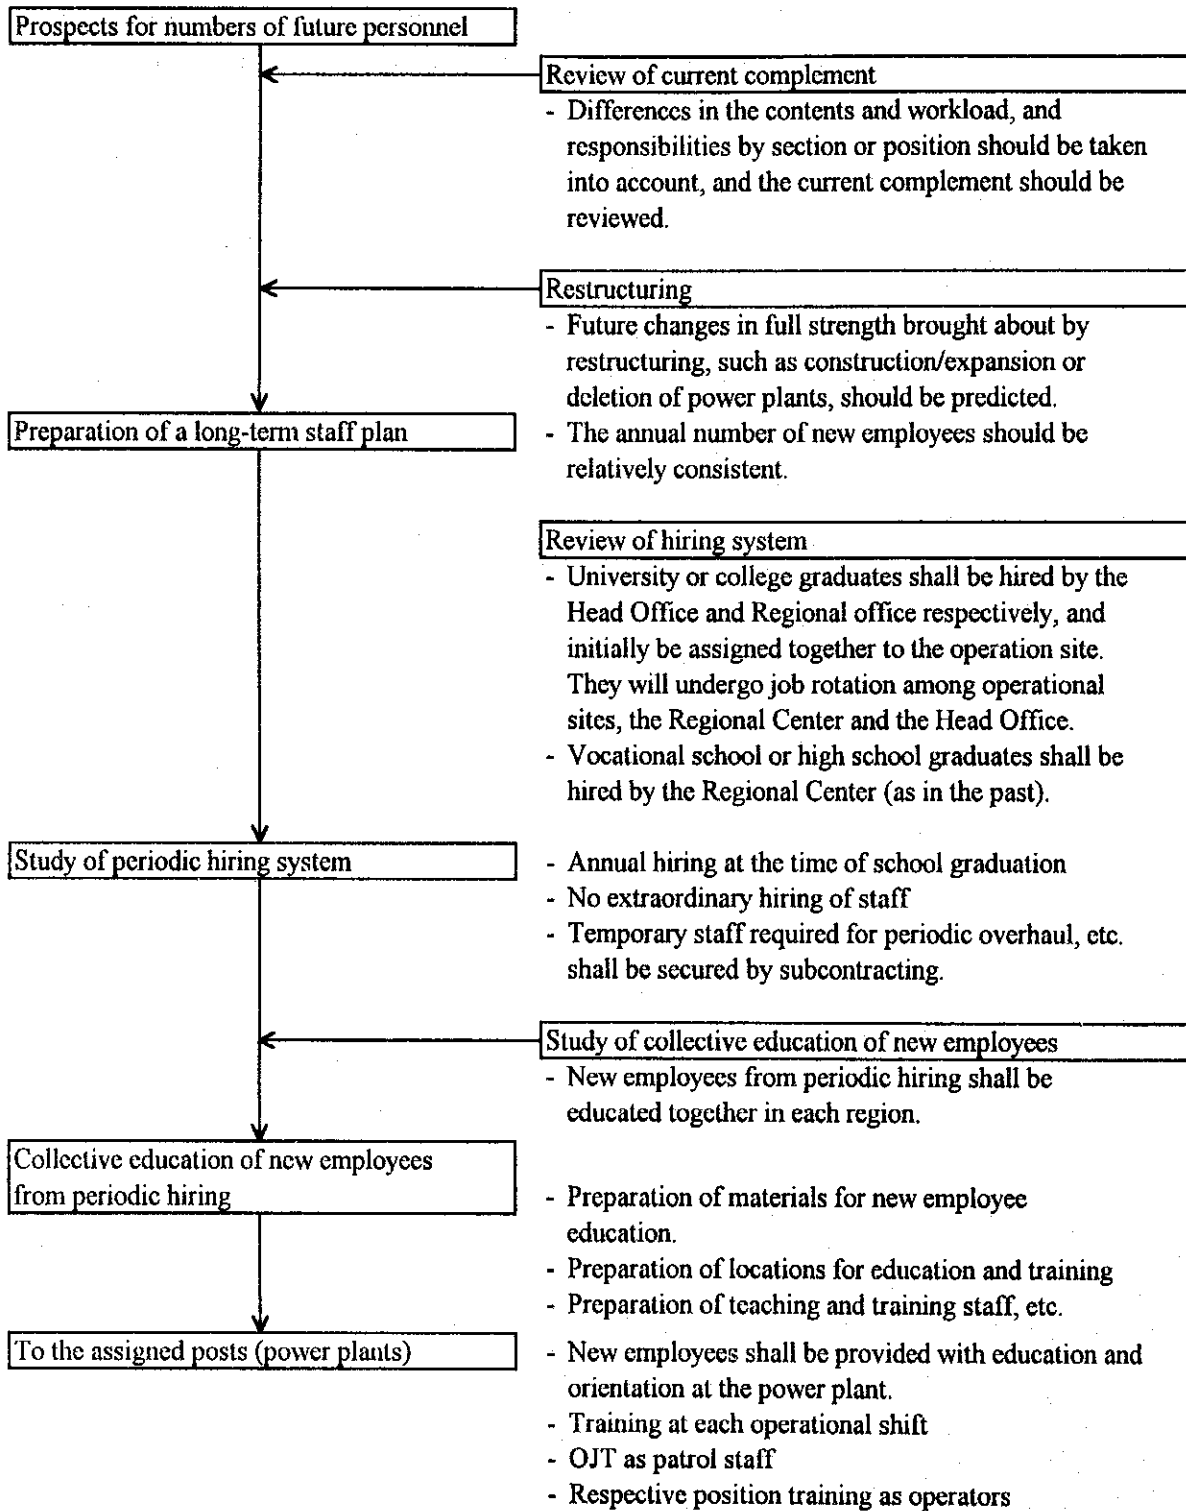 Prospects for numbers of future personnel
Review of current complement
- Differences in the contents and workload, and
responsibilities by section or position should be taken
into account, and the current complement should be
reviewed.
Restructuring
- Future changes in full strength brought about by
restructuring, such as construction/expansion or
deletion of power plants, should be predicted.
Preparation of a long-term staff plan
- The annual number of new employees should be
relatively consistent.
Review of hiring system
- University or college graduates shall be hired by the
Head Office and Regional office respectively, and
initially be assigned together to the operation site.
They will undergo job rotation among operational
sites, the Regional Center and the Head Office.
- Vocational school or high school graduates shall be
hired by the Regional Center (as in the past).
Study of periodic hiring system
- Annual hiring at the time of school graduation
- No extraordinary hiring of staff
- Temporary staff required for periodic overhaul, etc.
shall be secured by subcontracting.
Study of collective education of new employees
- New employees from periodic hiring shall be
educated together in each region.
Collective education of new employees
from periodic hiring
- Preparation of materials for new employee
education.
- Preparation of locations for education and training
- Preparation of teaching and training staff, etc.
To the assigned posts (power plants)
- New employees shall be provided with education and
orientation at the power plant.
- Training at each operational shift
- OJT as patrol staff
- Respective position training as operators